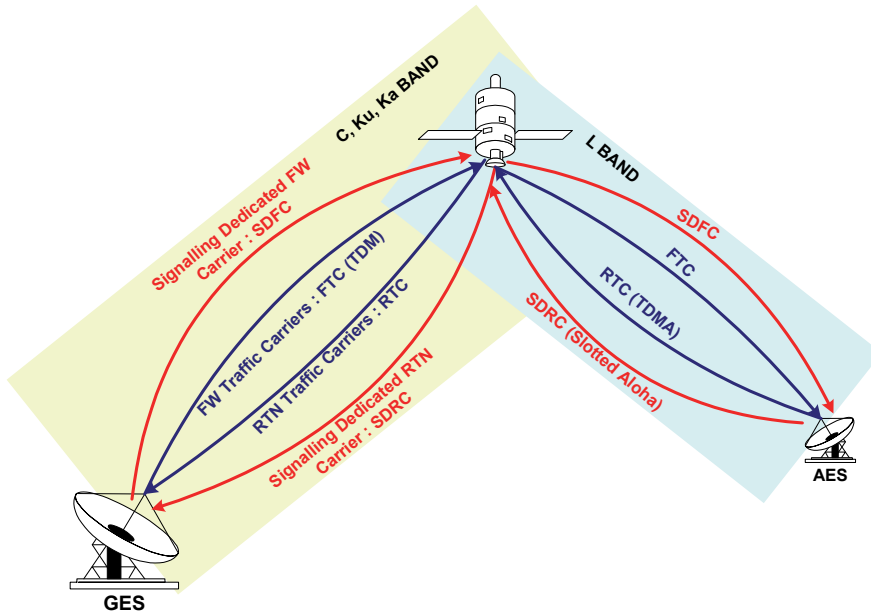 C, Ku, Ka BAND
L BAND
Signalling Dedicated FW
Carrier : SDFC
FW Traffic Carriers : FTC (TDM)
RTN Traffic Carriers : RTC
Signalling Dedicated RTN
Carrier : SDRC
SDFC
FTC
RTC (TDMA)
SDRC (Slotted Aloha)
AES
GES